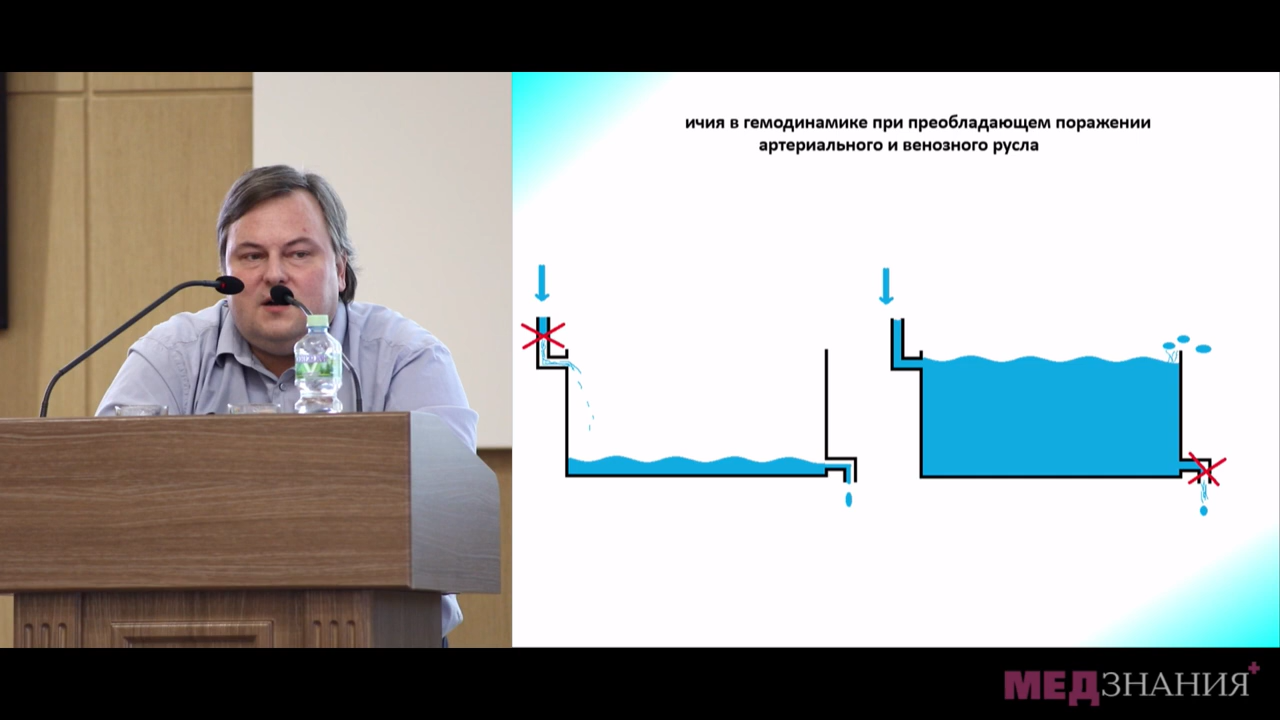 ичия в гемодинамике при преобладающем поражении
артериального и венозного русла
МЕДЗНАНИЯ+